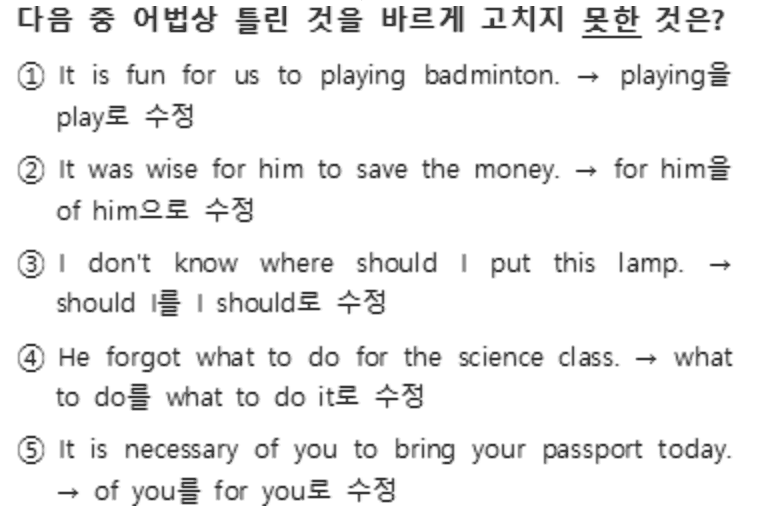 다음 중 어법상 틀린 것을 바르게 고치지 못한 것은?
① It is fun for us to playing badminton. → playing을
play로 수정
② It was wise for him to save the money. → for him을
of him으로 수정
③ I don't know where should I put this lamp. →
should I를 I should로 수정
④ He forgot what to do for the science class. → what
to do를 what to do it로 수정
⑤ It is necessary of you to bring your passport today.
→ of you를 for you로 수정